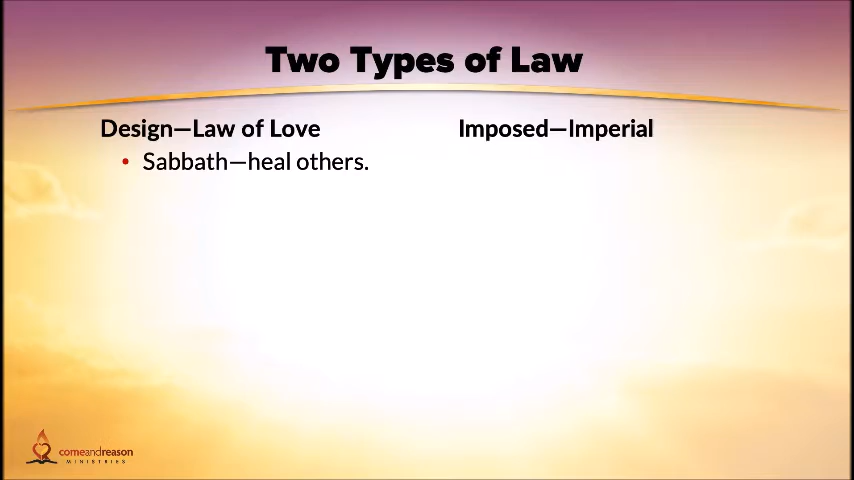 Two Types of Law
Design—Law of Love
Imposed—Imperial
• Sabbath—heal others.
comeandreason
MINISTRIES